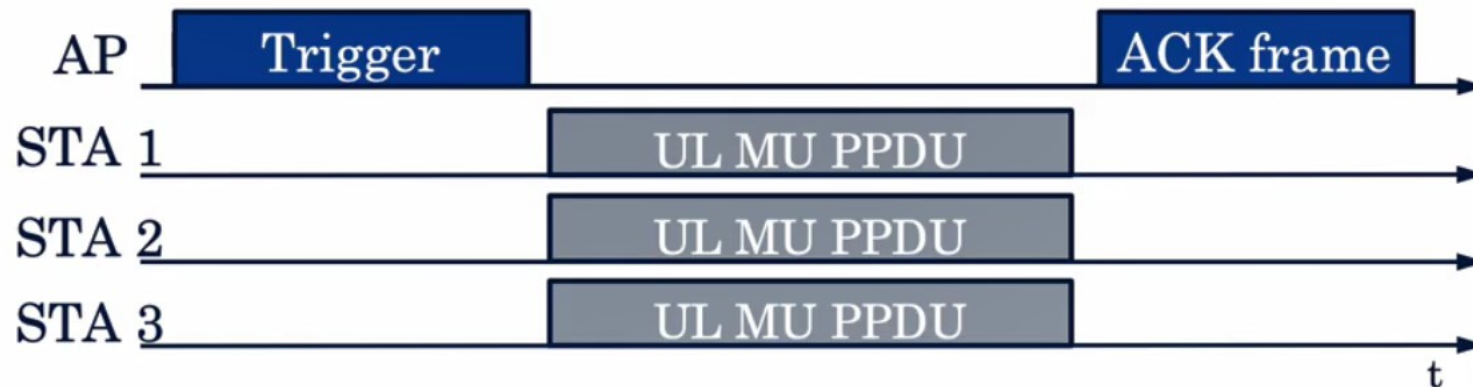 AP Trigger ACK frame
STA 1 UL MU PPDU
STA 2 UL MU PPDU
STA 3 UL MU PPDU
t